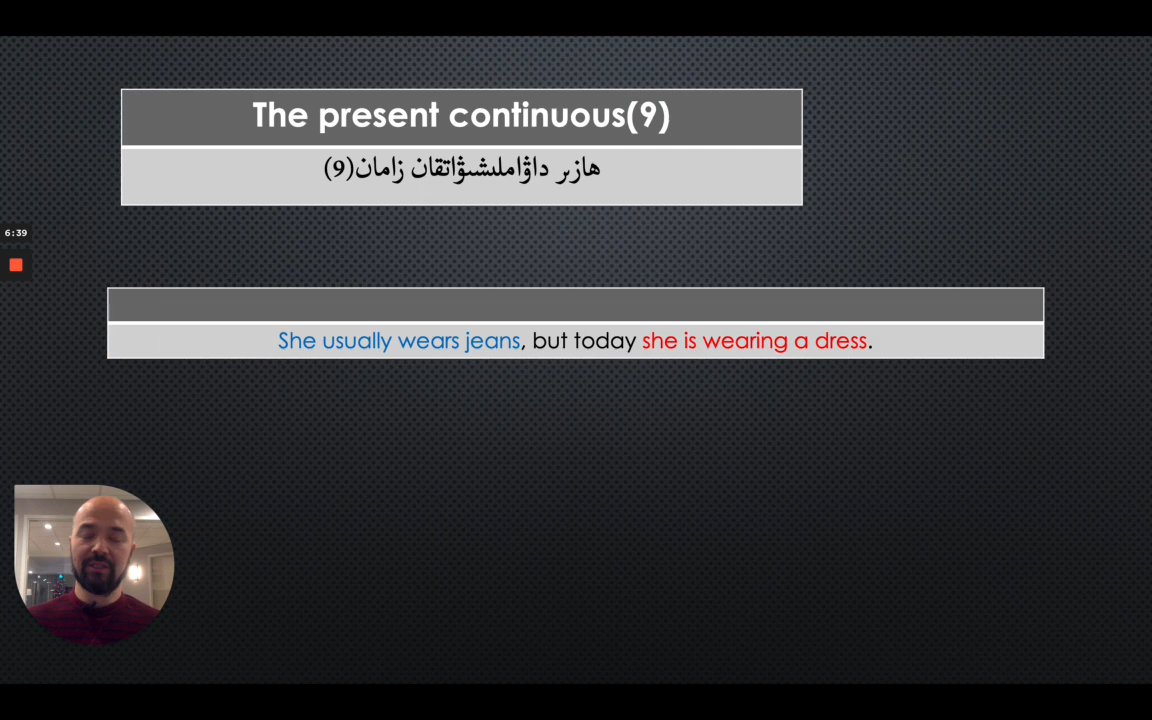 The present continuous(9)
ھازىر داۋاملىشىۋاتقان زامان(9)
6:39
She usually wears jeans, but today she is wearing a dress.